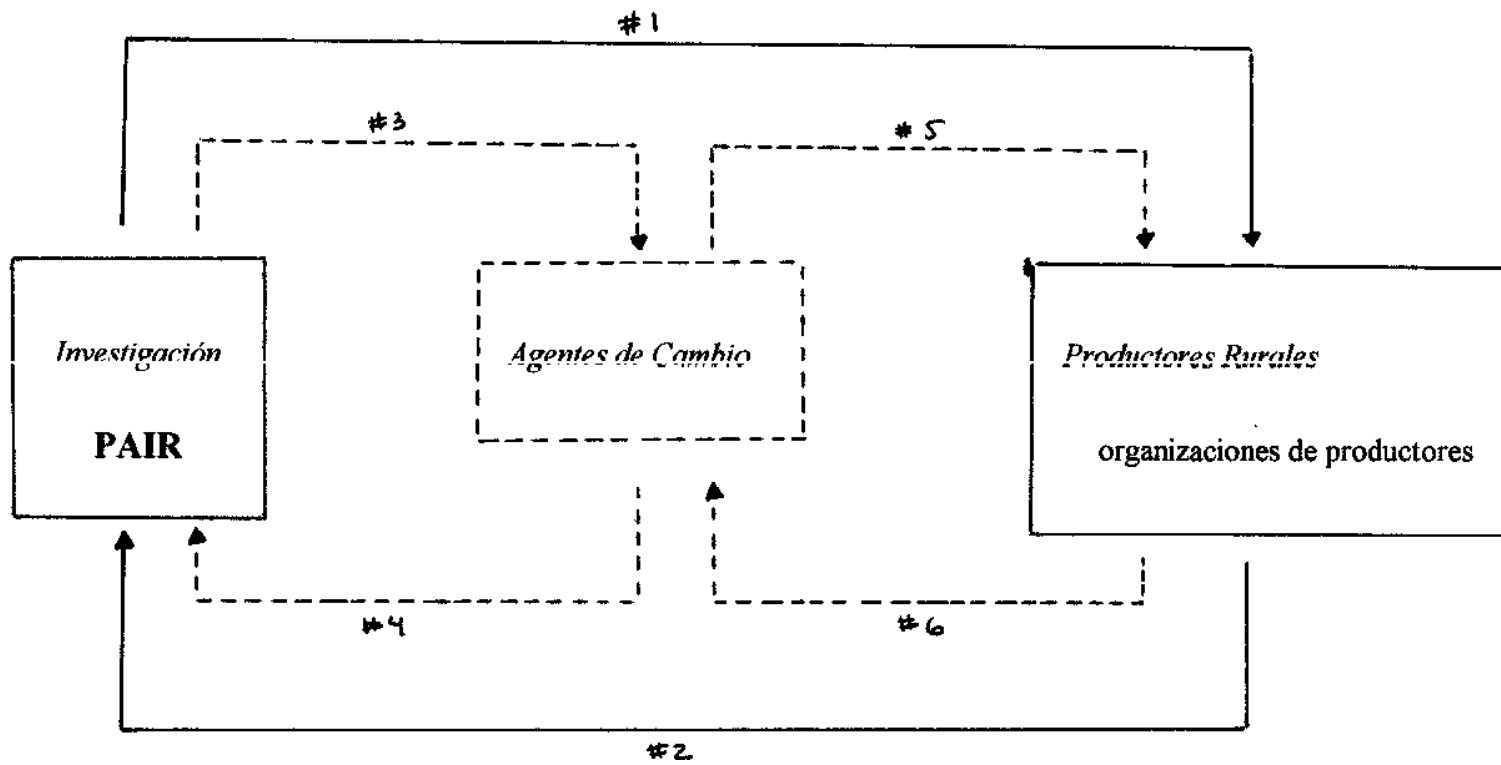 #1
#3
#5
Investigación
PAIR
Agentes de Cambio
Productores Rurales
organizaciones de productores
#4
#6
#2